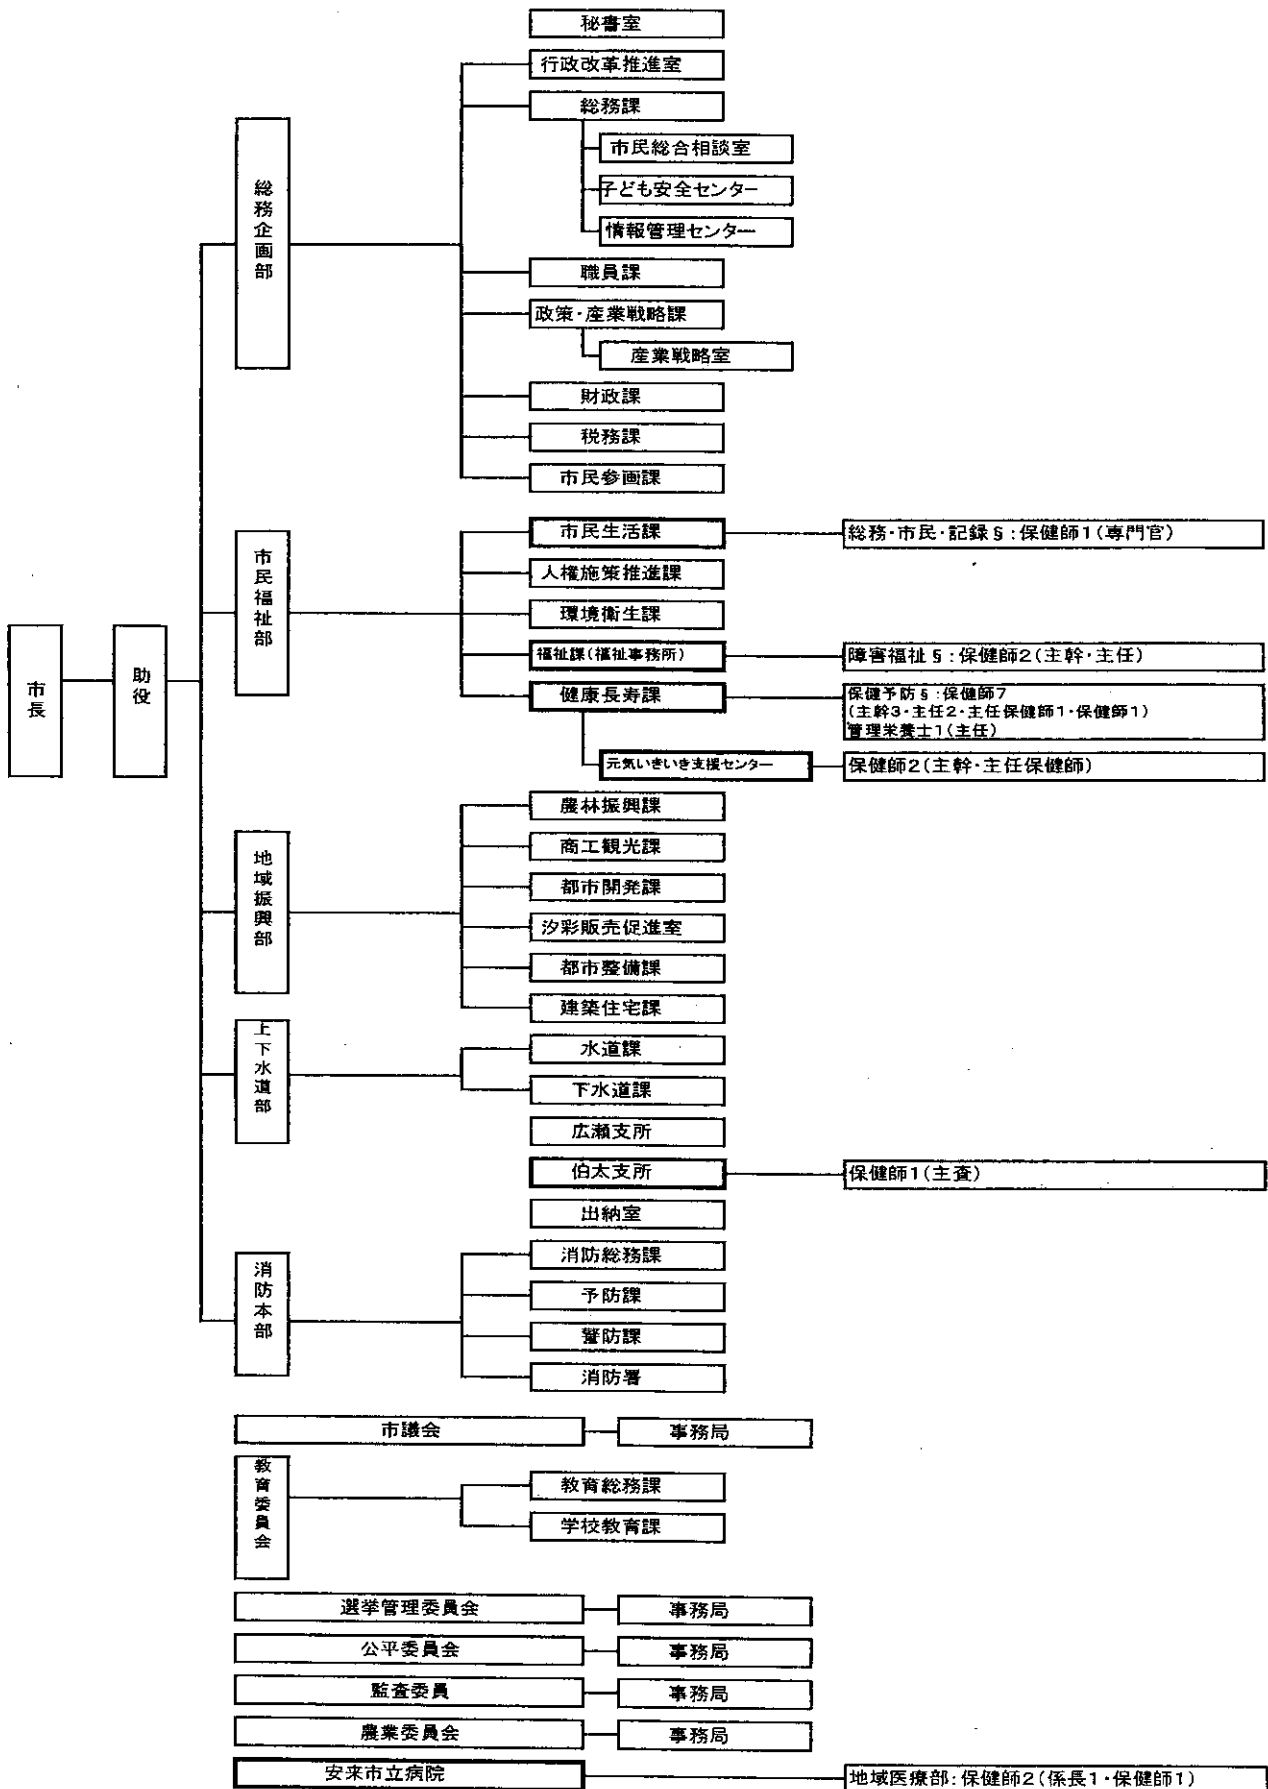 市長
助役
総務企画部
秘書室
行政改革推進室
総務課
市民総合相談室
子ども安全センター
情報管理センター
職員課
政策・産業戦略課
産業戦略室
財政課
税務課
市民参画課
市民福祉部
市民生活課
総務・市民・記録§:保健師1(専門官)
人権施策推進課
環境衛生課
福祉課(福祉事務所)
障害福祉§:保健師2(主幹・主任)
健康長寿課
保健予防§:保健師7
(主幹3・主任2・主任保健師1・保健師1)
管理栄養士1(主任)
元気いきいき支援センター
保健師2(主幹・主任保健師)
地域振興部
農林振興課
商工観光課
都市開発課
汐彩販売促進室
都市整備課
建築住宅課
上下水道部
水道課
下水道課
広瀬支所
伯太支所
保健師1(主査)
出納室
消防本部
消防総務課
予防課
警防課
消防署
市議会
事務局
教育委員会
教育総務課
学校教育課
選挙管理委員会
事務局
公平委員会
事務局
監査委員
事務局
農業委員会
事務局
安来市立病院
地域医療部:保健師2(係長1・保健師1)